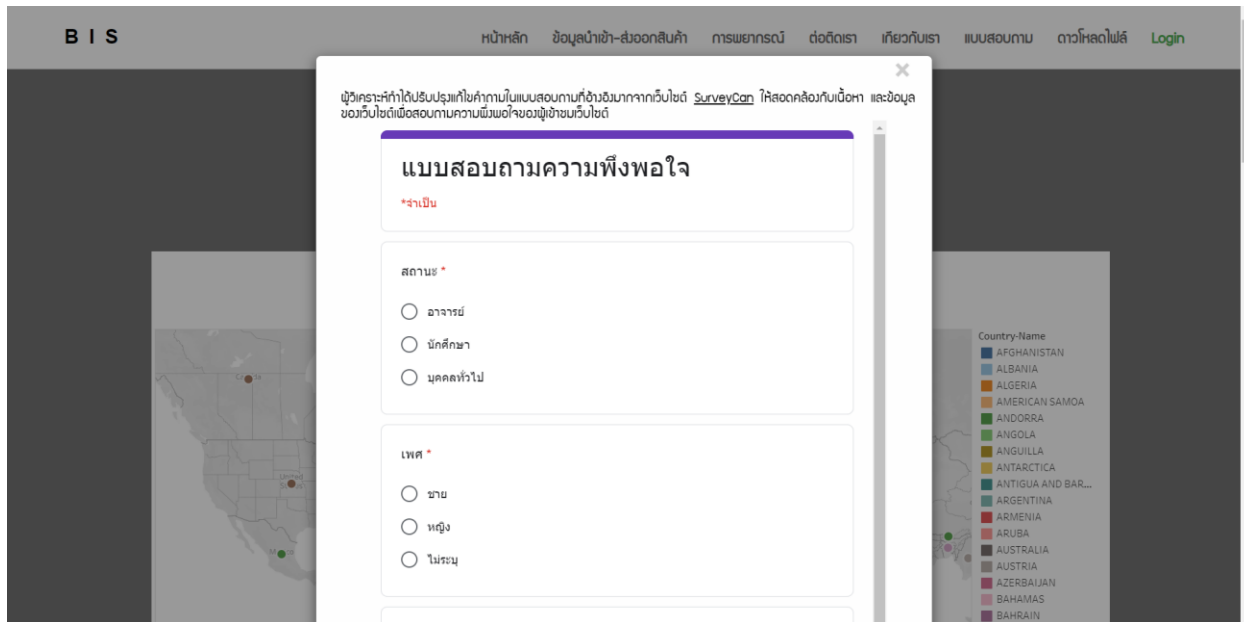 BIS
หน้าหลัก ข้อมูลนำเข้า-ส่งออกสินค้า การพยากรณ์ ต่อติดเรา เกี่ยวกับเรา แบบสอบถาม ดาวโหลดไฟล์ Login
×
ผู้วิเคราะห์ทำได้ปรับปรุงแก้ไขคำถามในแบบสอบถามที่อ้างอิงมากจากเว็บไซต์ SurveyCan ให้สอดคล้องกับเนื้อหา และข้อมูล
ของเว็บไซต์เพื่อสอบถามความพึงพอใจของผู้เข้าชมเว็บไซต์
แบบสอบถามความพึงพอใจ
*จำเป็น
สถานะ *
อาจารย์
นักศึกษา
บุคคลทั่วไป
เพศ *
ชาย
หญิง
ไม่ระบุ
United
Country-Name
AFGHANISTAN
ALBANIA
ALGERIA
AMERICAN SAMOA
ANDORRA
ANGOLA
ANGUILLA
ANTARCTICA
ANTIGUA AND BAR...
ARGENTINA
ARMENIA
ARUBA
AUSTRALIA
AUSTRIA
AZERBAIJAN
BAHAMAS
BAHRAIN